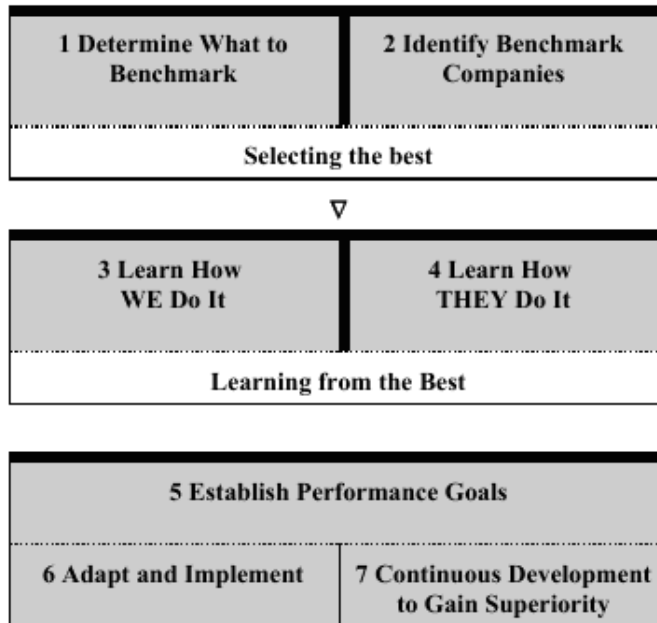 1 Determine What to
Benchmark
2 Identify Benchmark
Companies
Selecting the best
3 Learn How
WE Do It
4 Learn How
THEY Do It
Learning from the Best
5 Establish Performance Goals
6 Adapt and Implement
7 Continuous Development
to Gain Superiority